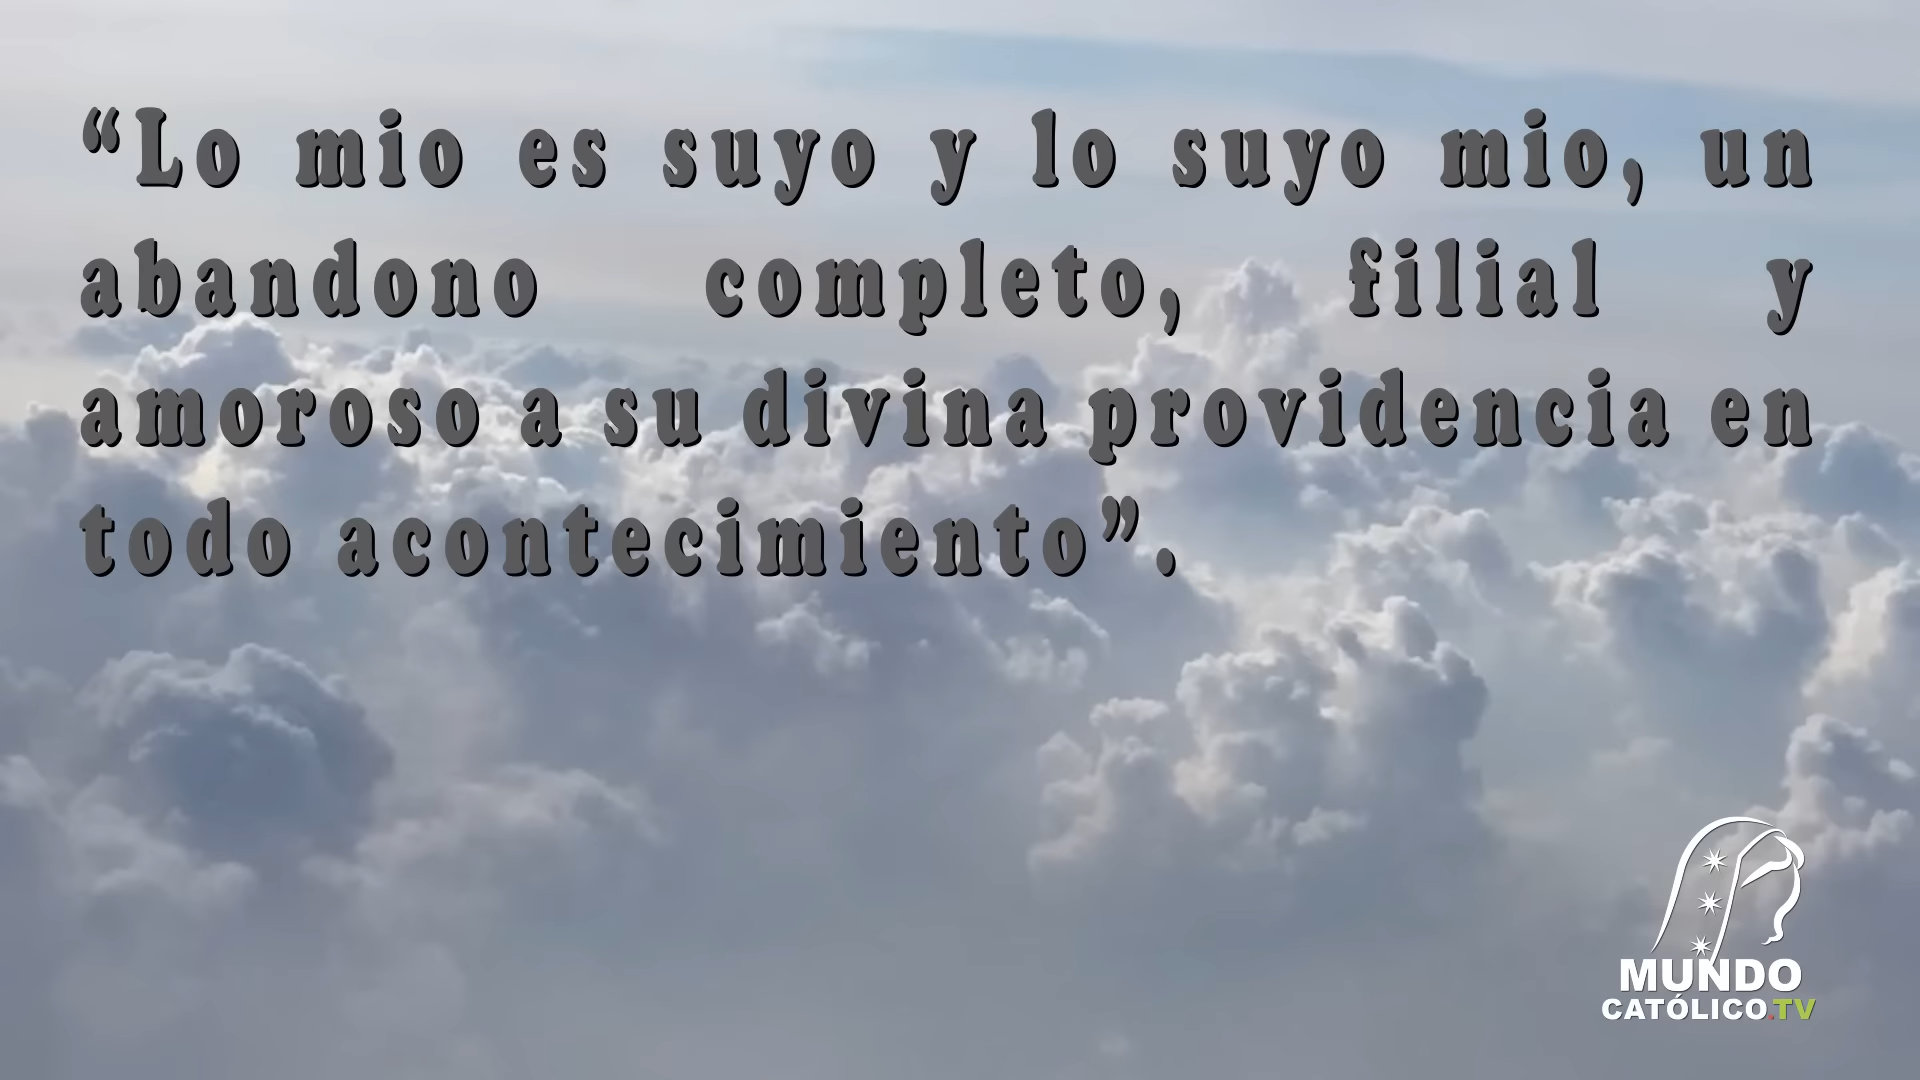 “Lo mio es suyo y lo suyo mio, un
abandono completo, filial y
amoroso a su divina providencia en
todo acontecimiento”.
MUNDO
CATÓLICO.TV